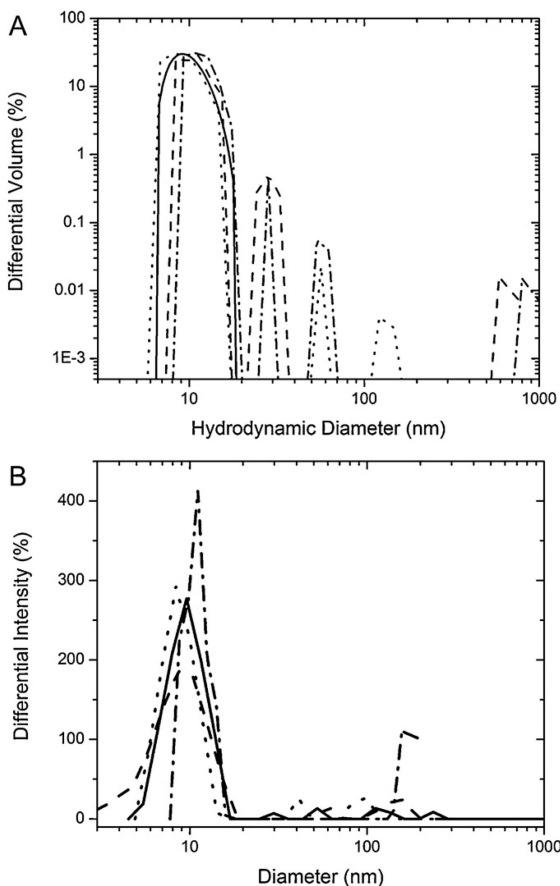 A
100
10
1
0.1
0.01
1E-3
Differential Volume (%)
10 100 1000
Hydrodynamic Diameter (nm)
B
400
300
200
100
0
Differential Intensity (%)
10 100 1000
Diameter (nm)